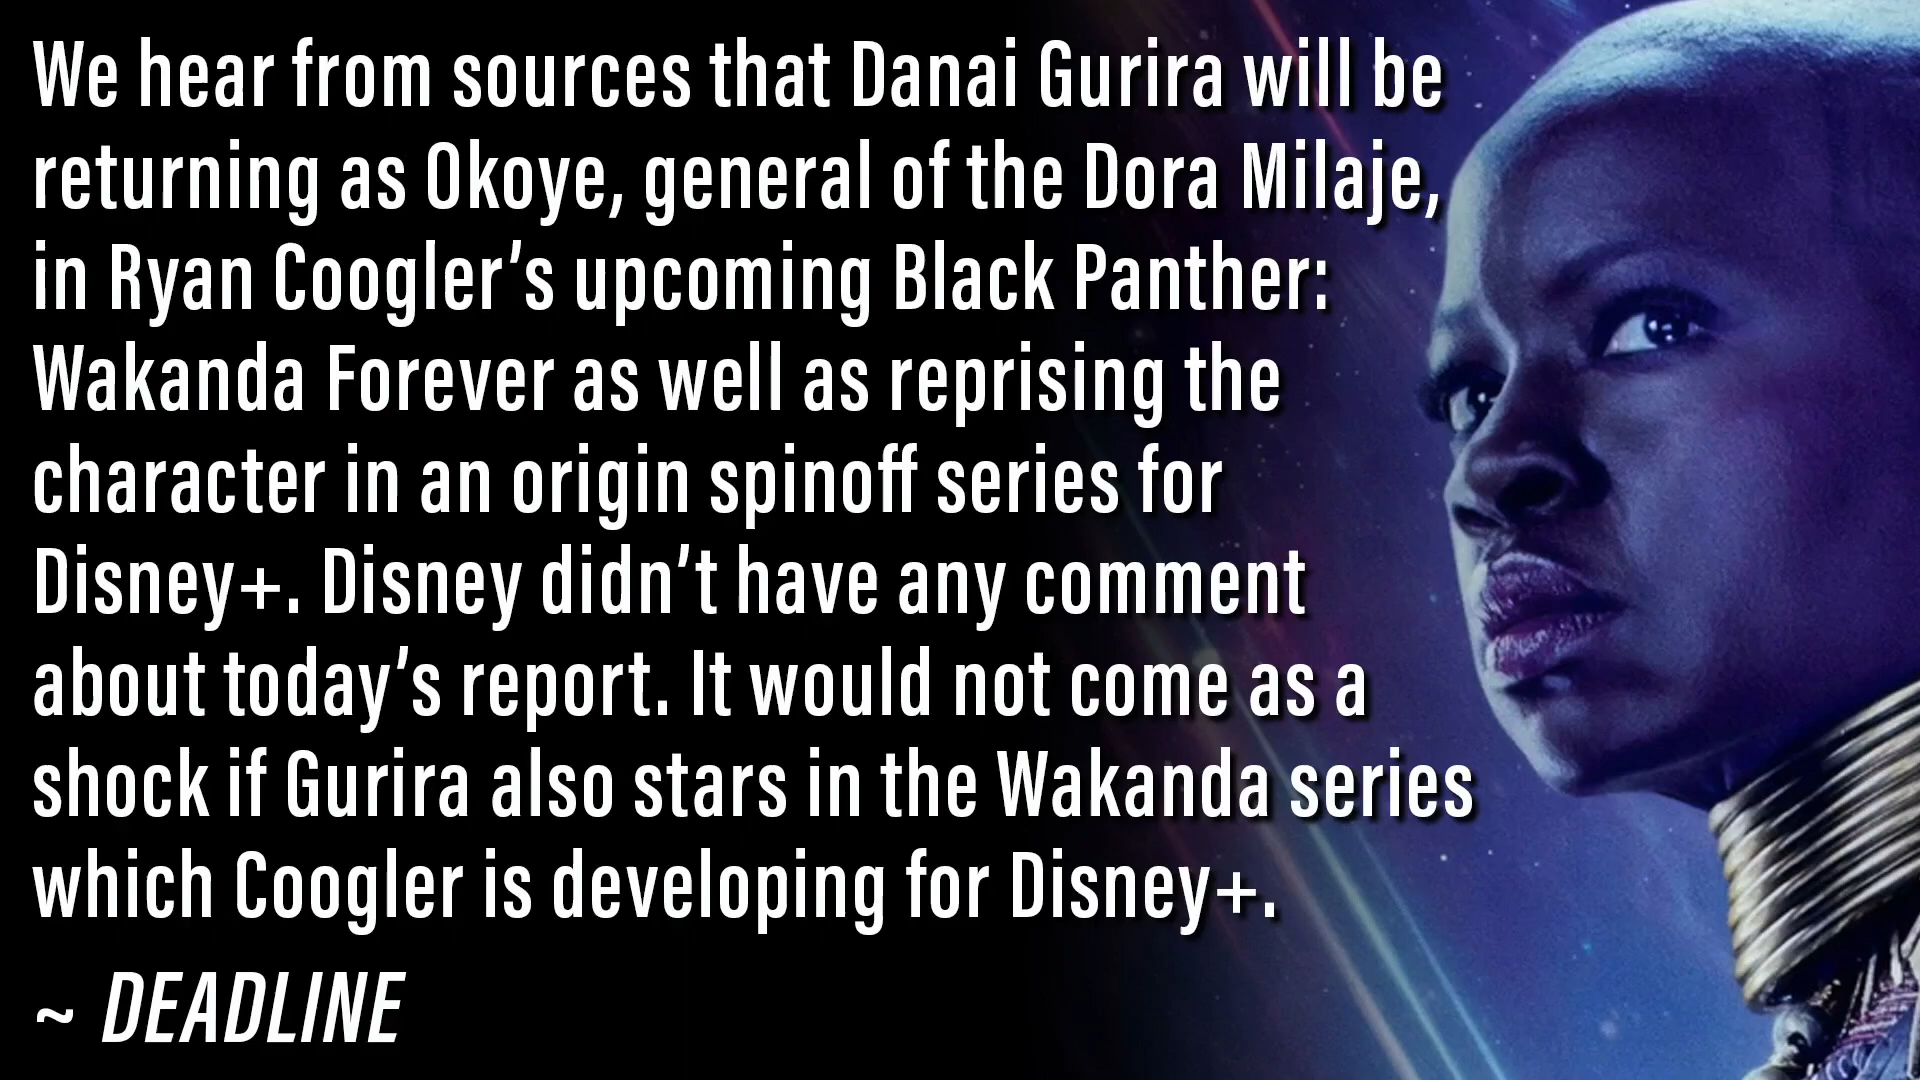 We hear from sources that Danai Gurira will be
returning as Okoye, general of the Dora Milaje,
in Ryan Coogler’s upcoming Black Panther:
Wakanda Forever as well as reprising the
character in an origin spinoff series for
Disney+. Disney didn’t have any comment
about today’s report. It would not come as a
shock if Gurira also stars in the Wakanda series
which Coogler is developing for Disney+.
~ DEADLINE